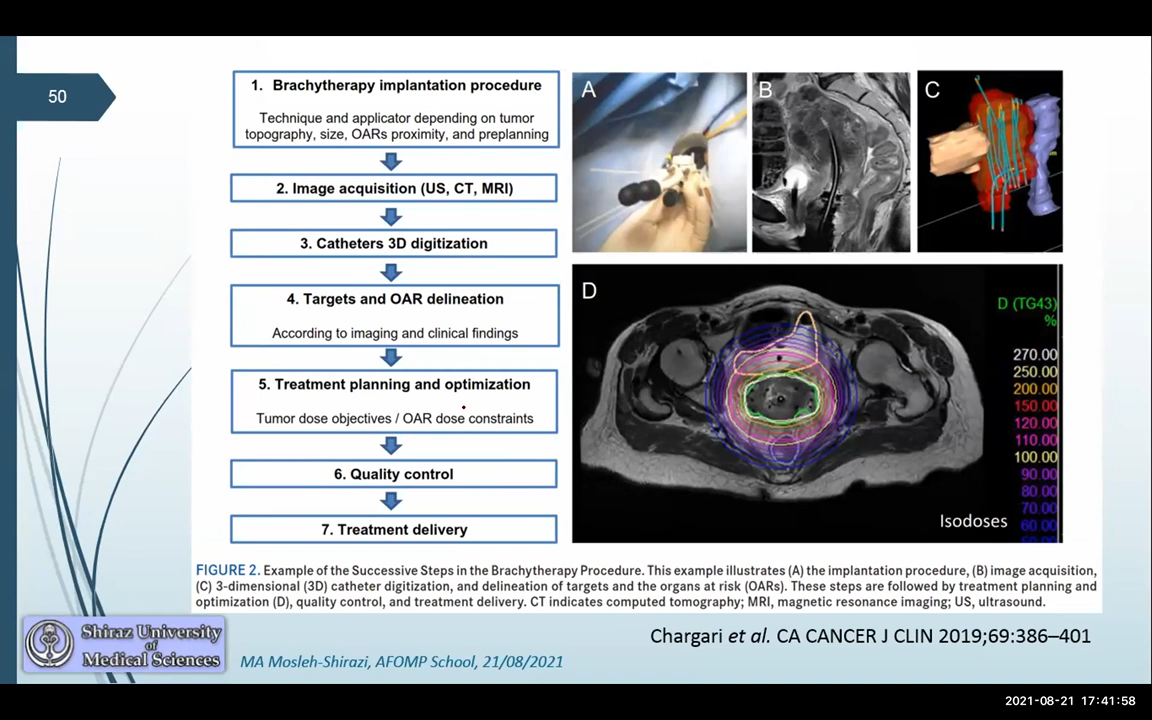 50
1. Brachytherapy implantation procedure
Technique and applicator depending on tumor
topography, size, OARs proximity, and preplanning
2. Image acquisition (US, CT, MRI)
3. Catheters 3D digitization
4. Targets and OAR delineation
According to imaging and clinical findings
5. Treatment planning and optimization
Tumor dose objectives / OAR dose constraints
6. Quality control
7. Treatment delivery
A
B
C
D
D (TG43)
%
270.00
250.00
200.00
150.00
120.00
110.00
100.00
90.00
80.00
70.00
60.00
Isodoses
FIGURE 2. Example of the Successive Steps in the Brachytherapy Procedure. This example illustrates (A) the implantation procedure, (B) image acquisition,
(C) 3-dimensional (3D) catheter digitization, and delineation of targets and the organs at risk (OARs). These steps are followed by treatment planning and
optimization (D), quality control, and treatment delivery. CT indicates computed tomography; MRI, magnetic resonance imaging; US, ultrasound.
Shiraz University
of
Medical Sciences
MA Mosleh-Shirazi, AFOMP School, 21/08/2021
Chargari et al. CA CANCER J CLIN 2019;69:386–401
2021-08-21 17:41:58